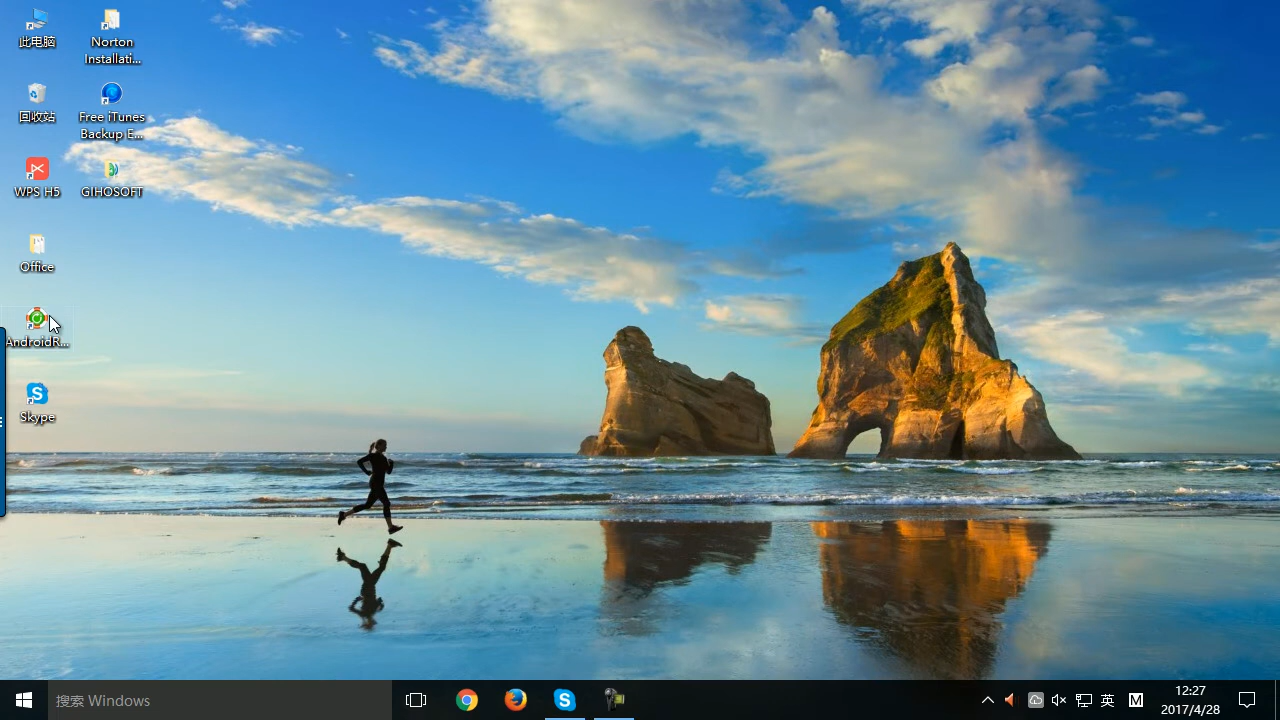 此电脑
Norton
Installati...
回收站
Free iTunes
Backup E...
WPS H5
GIHOSOFT
Office
AndroidR...
Skype
搜索 Windows
英
M
12:27
2017/4/28